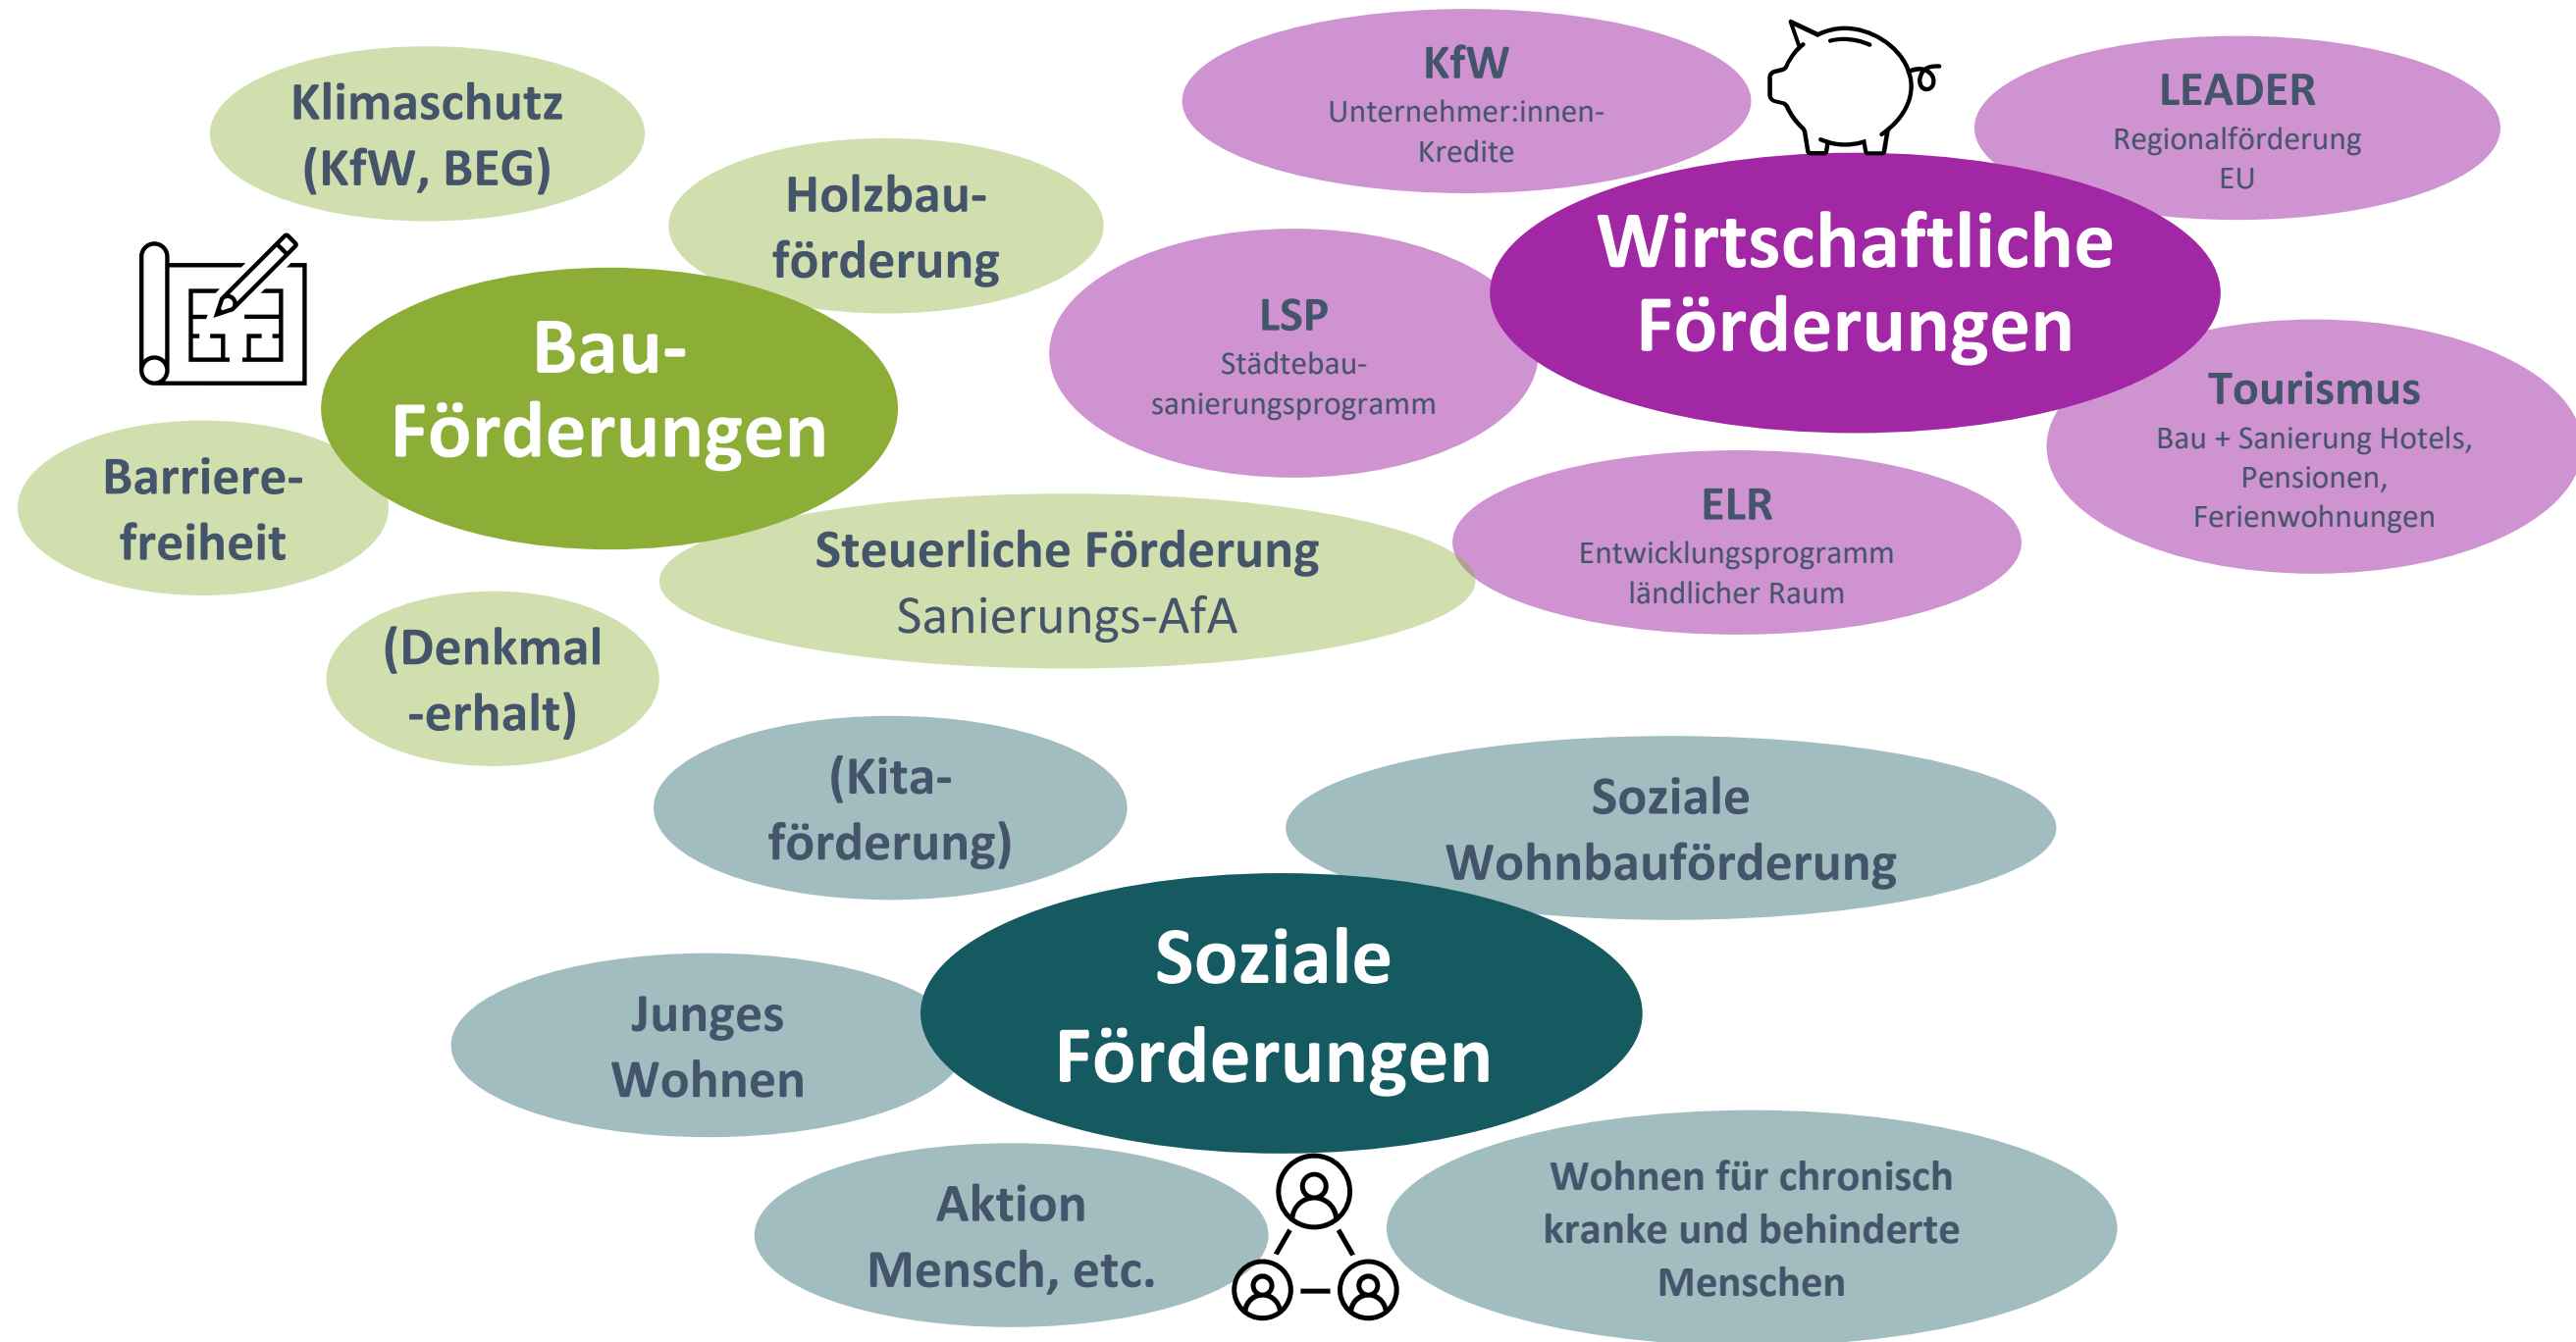 Klimaschutz
(KfW, BEG)
Holzbau-
förderung
Bau-
Förderungen
Barriere-
freiheit
Steuerliche Förderung
Sanierungs-AfA
(Denkmal
-erhalt)
KfW
Unternehmer:innen-
Kredite
LEADER
Regionalförderung
EU
Wirtschaftliche
Förderungen
LSP
Städtebau-
sanierungsprogramm
Tourismus
Bau + Sanierung Hotels,
Pensionen,
Ferienwohnungen
ELR
Entwicklungsprogramm
ländlicher Raum
(Kita-
förderung)
Soziale
Wohnbauförderung
Soziale
Förderungen
Junges
Wohnen
Aktion
Mensch, etc.
Wohnen für chronisch
kranke und behinderte
Menschen